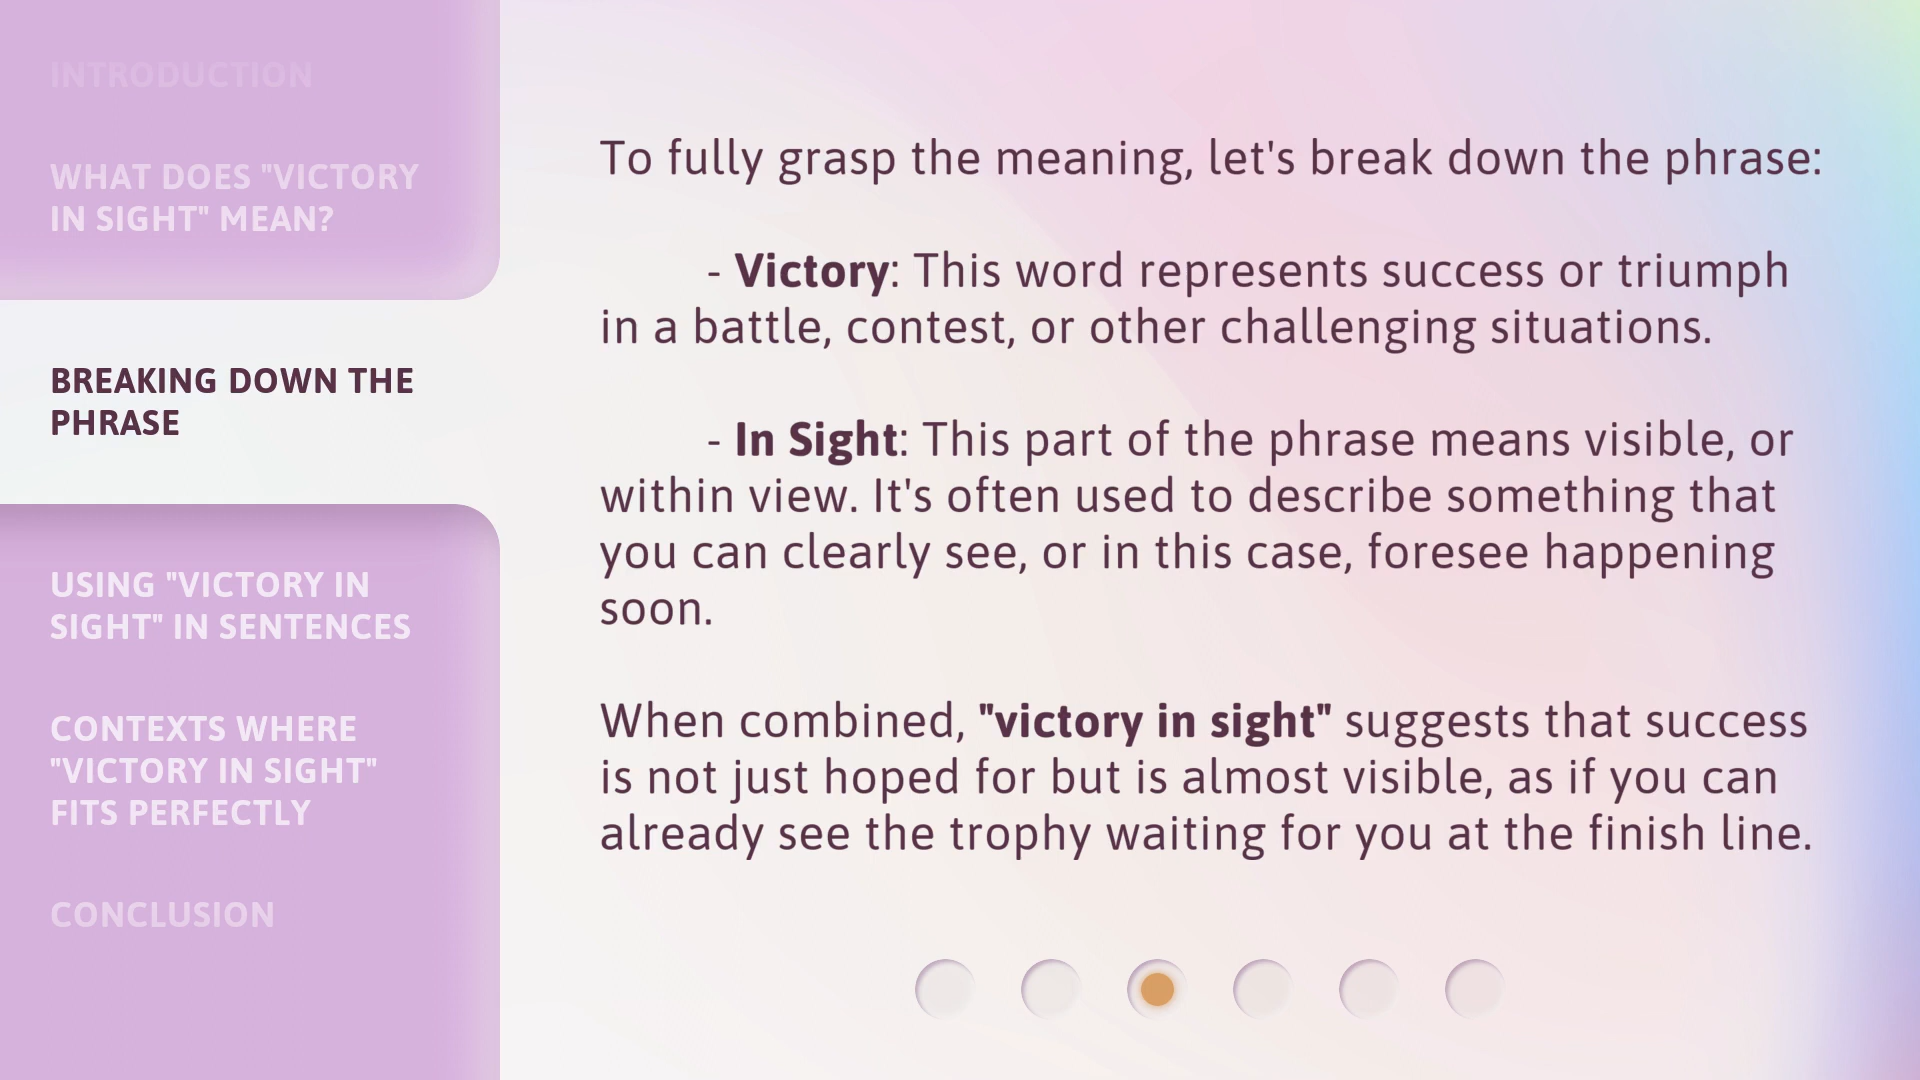 INTRODUCTION
WHAT DOES "VICTORY
IN SIGHT" MEAN?
BREAKING DOWN THE
PHRASE
USING "VICTORY IN
SIGHT" IN SENTENCES
CONTEXTS WHERE
"VICTORY IN SIGHT"
FITS PERFECTLY
CONCLUSION
To fully grasp the meaning, let's break down the phrase:
- Victory: This word represents success or triumph
in a battle, contest, or other challenging situations.
- In Sight: This part of the phrase means visible, or
within view. It's often used to describe something that
you can clearly see, or in this case, foresee happening
soon.
When combined, "victory in sight" suggests that success
is not just hoped for but is almost visible, as if you can
already see the trophy waiting for you at the finish line.